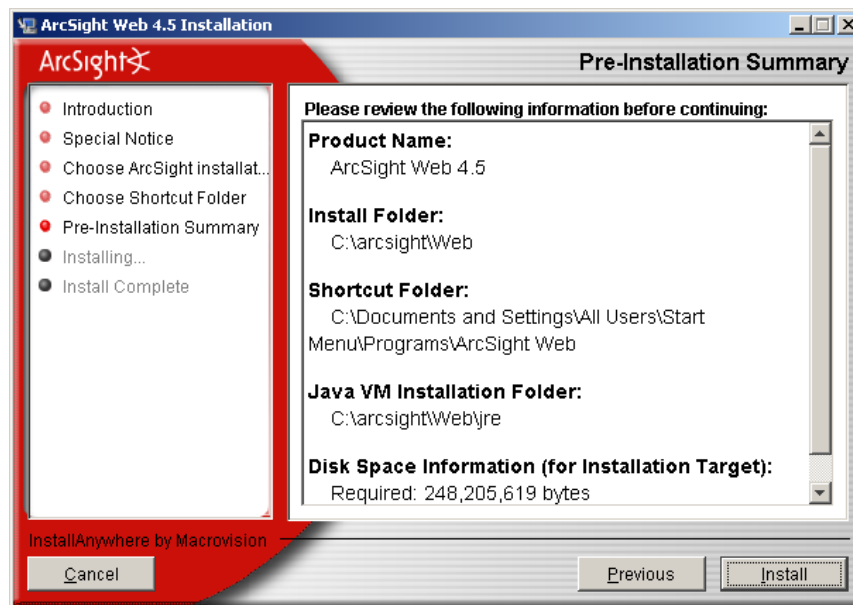 ArcSight Web 4.5 Installation
ArcSight
Pre-Installation Summary
Introduction
Special Notice
Choose ArcSight installat...
Choose Shortcut Folder
Pre-Installation Summary
Installing...
Install Complete
Please review the following information before continuing:
Product Name:
ArcSight Web 4.5
Install Folder:
C:\arcsight\Web
Shortcut Folder:
C:\Documents and Settings\All Users\Start
Menu\Programs\ArcSight Web
Java VM Installation Folder:
C:\arcsight\Web\jre
Disk Space Information (for Installation Target):
Required: 248,205,619 bytes
InstallAnywhere by Macrovision
Cancel
Previous
Install